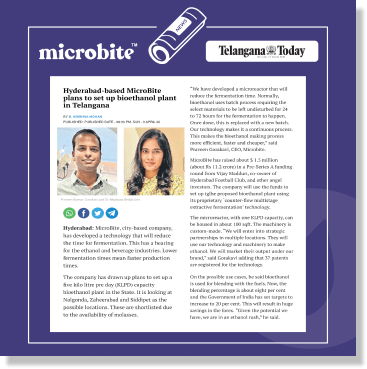 microbite™
NEWS
Telangana Today
Hyderabad-based MicroBite
plans to set up bioethanol plant
in Telangana
Hyderabad: MicroBite, city-based company,
has developed a technology that will reduce
the time for fermentation. This has a bearing
for the ethanol and beverage industries. Lower
fermentation times mean faster production
times.
The company has drawn up plans to set up a
five kilo litre per day (KLPD) capacity
bioethanol plant in the State. It is looking at
Nalgonda, Zaheerabad and Siddipet as the
possible locations. These are shortlisted due
to the availability of molasses.
"We have developed a microreactor that will
reduce the fermentation time. Normally,
bioethanol uses batch process requiring the
select materials to be left undisturbed for 24
to 72 hours for the fermentation to happen.
Once done, this is replaced with a new batch.
Our technology makes it a continuous process.
This makes the bioethanol making process
more efficient, faster and cheaper," said
Praveen Gorakavi, CEO, Microbite.
MicroBite has raised about $ 1.5 million
(about Rs 11.2 crore) in a Pre-Series A funding
round from Vijay Maddur, co-owner of
Hyderabad Football Club, and other angel
investors. The company will use the funds to
set up bioethanol plant using
its proprietary 'counter-flow multistage
extractive fermentation' technology.
The microreactor, with one KLPD capacity, can
be housed in about 100 sqft. The machinery is
custom-made. "We will enter into strategic
partnerships in multiple locations. They will
use our technology and machinery to make
ethanol. We will market their output under our
brand," said Gorakavi adding that 37 patents
are registered for the technology.
On the possible use cases, he said bioethanol
is used for blending with the fuels. Now, the
blending percentage is about eight per cent
and the Government of India has set targets to
increase to 20 per cent. This will result in huge
savings in the forex. "Given the potential we
have, we are in an ethanol rush," he said.